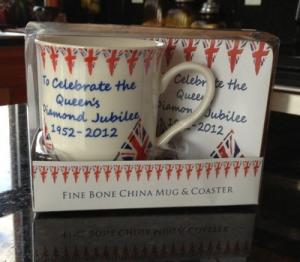 To Celebrate the
Queen's
Diamond Jubilee
1952-2012
Celebrate the
Queen's
Diamond Jubilee
1952-2012
FINE BONE CHINA MUG & COASTER